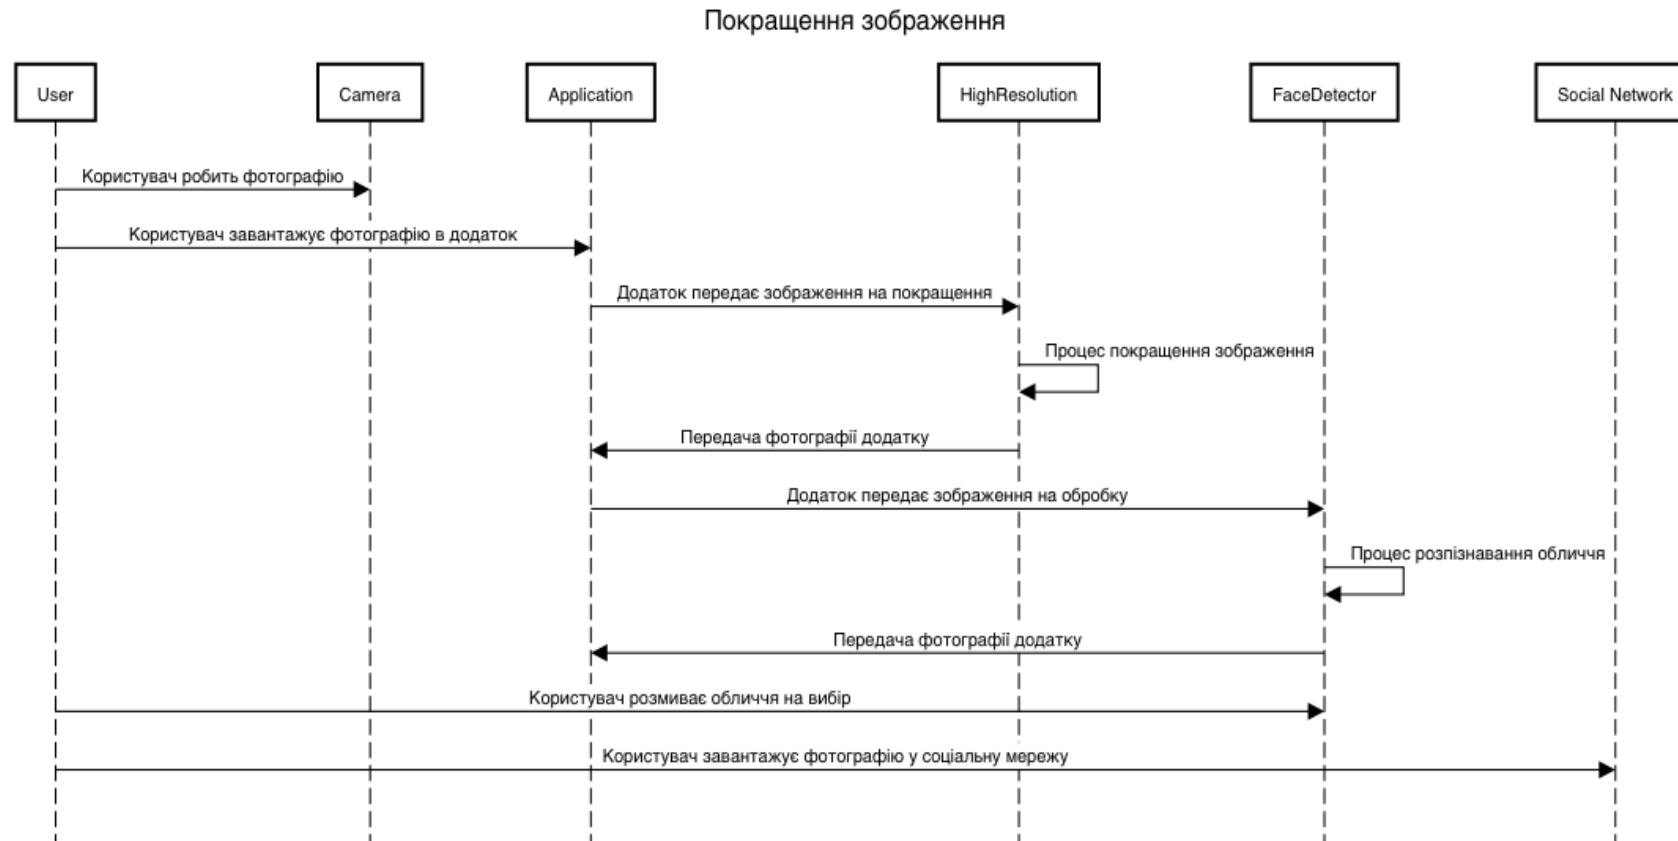 Покращення зображення
User
Camera
Application
HighResolution
FaceDetector
Social Network
Користувач робить фотографію
Користувач завантажує фотографію в додаток
Додаток передає зображення на покращення
Процес покращення зображення
Передача фотографії додатку
Додаток передає зображення на обробку
Процес розпізнавання обличчя
Передача фотографії додатку
Користувач розмиває обличчя на вибір
Користувач завантажує фотографію у соціальну мережу